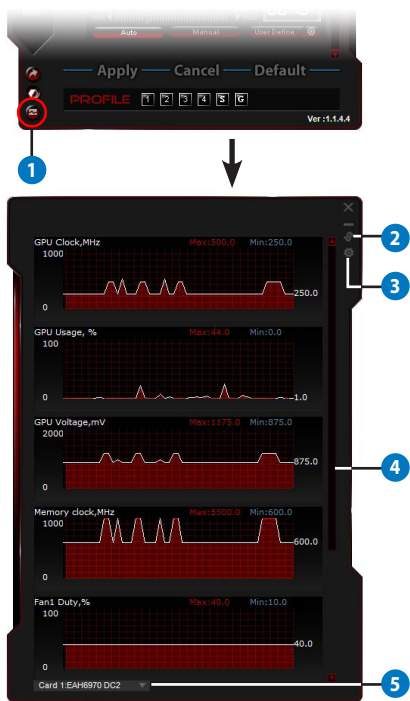 Auto Manual User Define
Apply Cancel Default
PROFILE 1 2 3 4 S G
Ver :1.1.4.4
1
2
3
GPU Clock,MHz Max:500.0 Min:250.0
1000
250.0
0
GPU Usage, % Max:44.0 Min:0.0
100
0
1.0
GPU Voltage,mV Max:1175.0 Min:875.0
2000
875.0
0
4
Memory clock,MHz Max:5500.0 Min:600.0
1000
600.0
0
Fan1 Duty,% Max:40.0 Min:10.0
100
40.0
0
Card 1:EAH6970 DC2
5